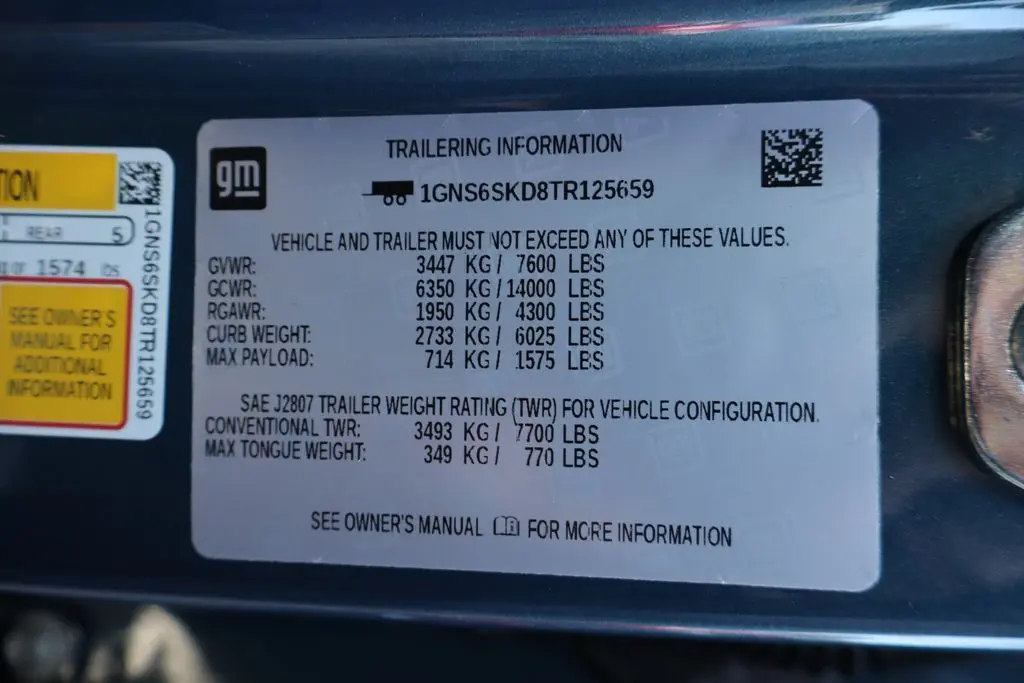 TION
REAR 5
1574 lbs
SEE OWNER'S
MANUAL FOR
ADDITIONAL
INFORMATION
1GNS6SKD8TR125659
gm
TRAILERING INFORMATION
1GNS6SKD8TR125659
VEHICLE AND TRAILER MUST NOT EXCEED ANY OF THESE VALUES.
GVWR: 3447 KG/ 7600 LBS
GCWR: 6350 KG/14000 LBS
RGAWR: 1950 KG/ 4300 LBS
CURB WEIGHT: 2733 KG/ 6025 LBS
MAX PAYLOAD: 714 KG/ 1575 LBS
SAE J2807 TRAILER WEIGHT RATING (TWR) FOR VEHICLE CONFIGURATION.
CONVENTIONAL TWR: 3493 KG/ 7700 LBS
MAX TONGUE WEIGHT: 349 KG/ 770 LBS
SEE OWNER'S MANUAL FOR MORE INFORMATION